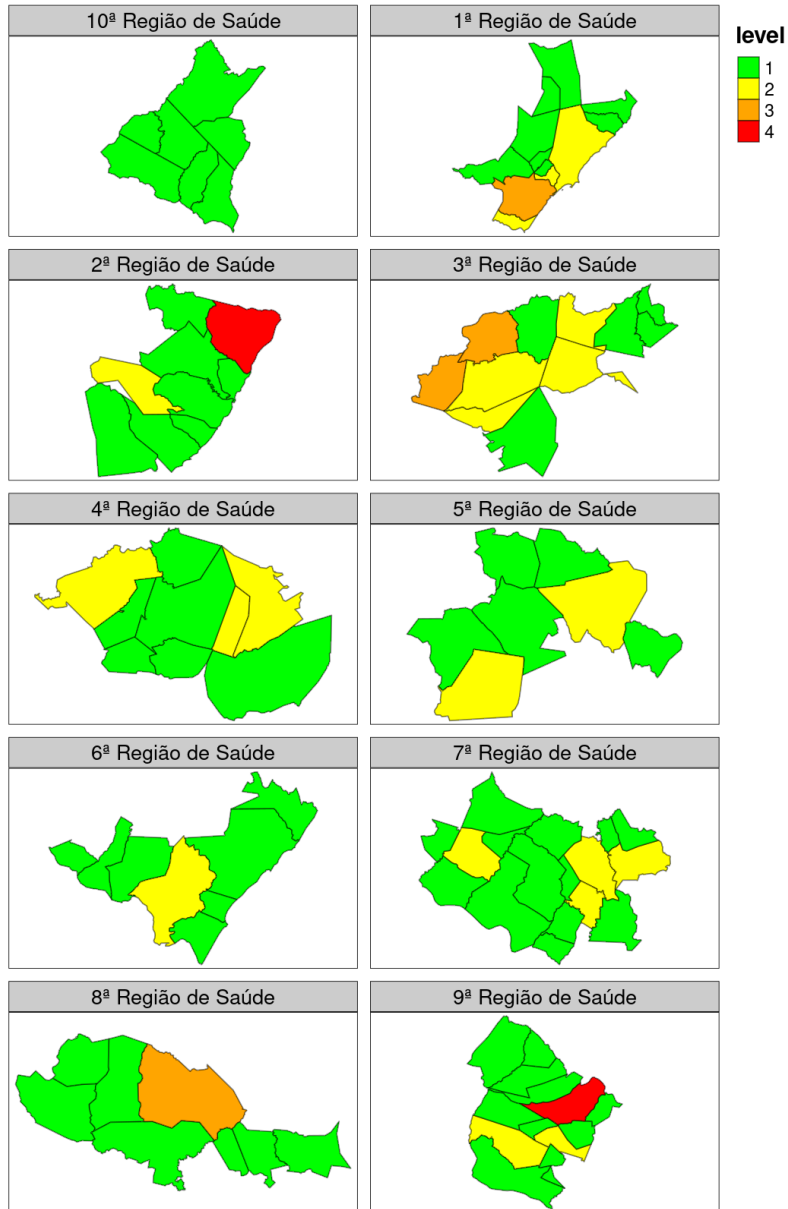 10ª Região de Saúde
1ª Região de Saúde
level
1
2
3
4
2ª Região de Saúde
3ª Região de Saúde
4ª Região de Saúde
5ª Região de Saúde
6ª Região de Saúde
7ª Região de Saúde
8ª Região de Saúde
9ª Região de Saúde